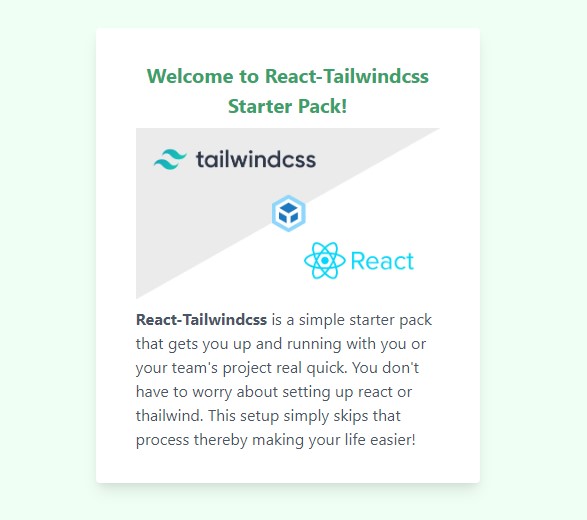 Welcome to React-Tailwindcss
Starter Pack!
tailwindcss
React
React-Tailwindcss is a simple starter pack
that gets you up and running with you or
your team's project real quick. You don't
have to worry about setting up react or
thailwind. This setup simply skips that
process thereby making your life easier!